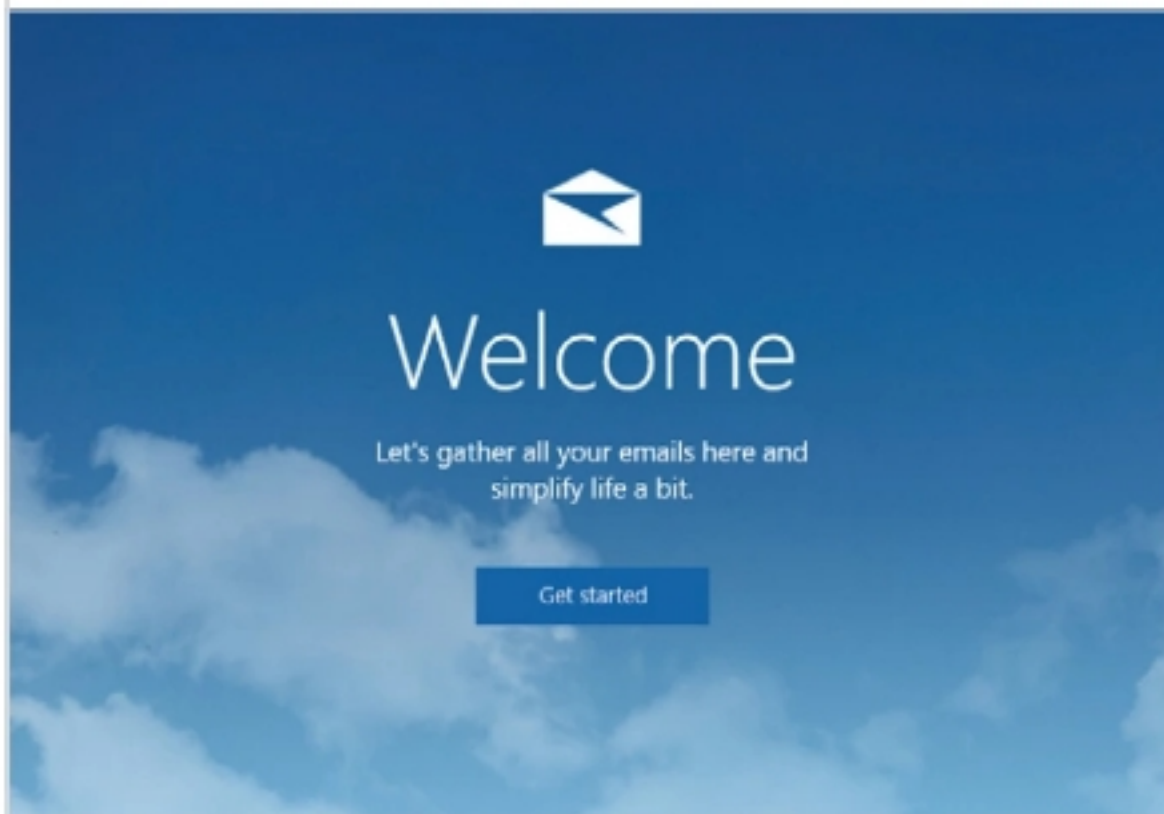 Welcome
Let's gather all your emails here and
simplify life a bit.
Get started